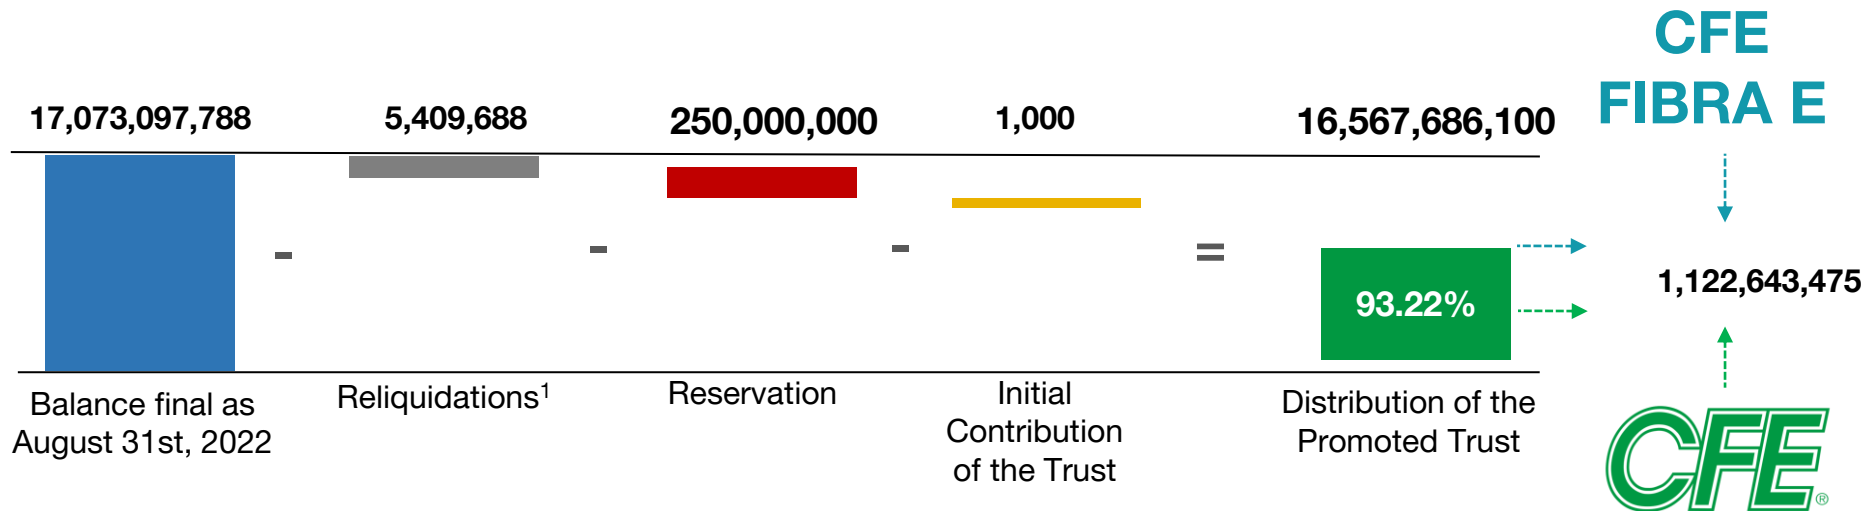 CFE
FIBRA E
17,073,097,788
5,409,688
250,000,000
1,000
16,567,686,100
-
-
-
=
93.22%
1,122,643,475
Balance final as
August 31st, 2022
Reliquidations¹
Reservation
Initial
Contribution
of the Trust
Distribution of the
Promoted Trust
CFE®